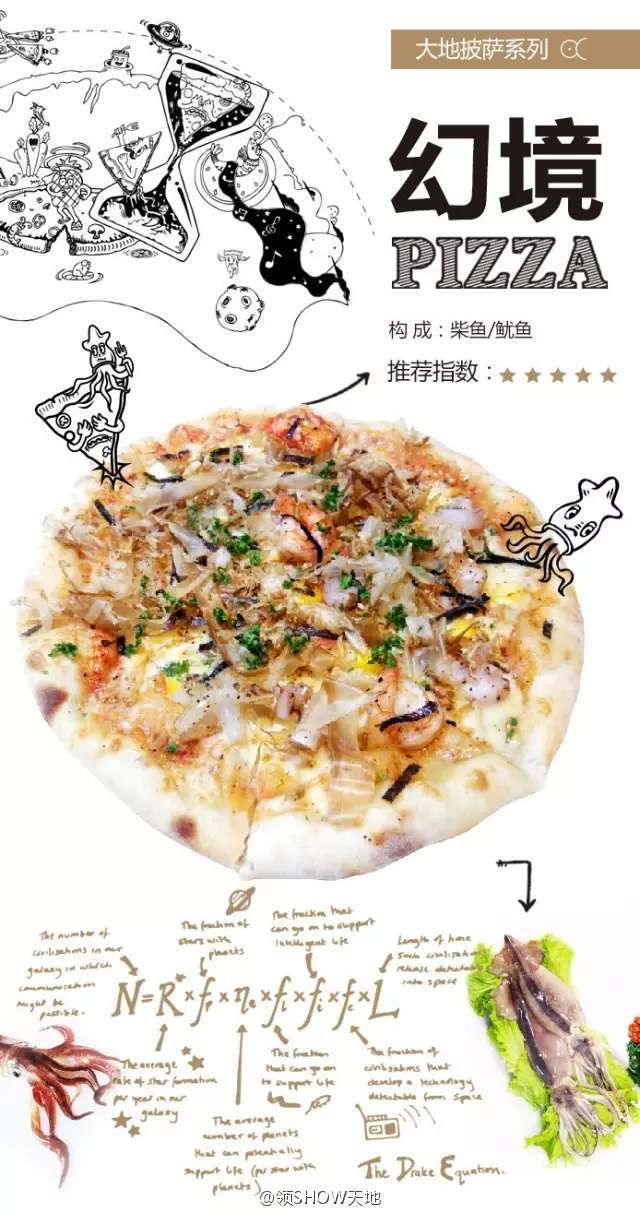 大地披萨系列
幻境
PIZZA
构成：柴鱼/鱿鱼
推荐指数：★★★★★
The number of
civilisations in our
galaxy in which
communication
might be
possible.
The fraction of
stars with
planets
The fraction that
can go on to support
intelligent life
Length of time
such civilisations
release detectable
into space
N=R*×fₚ×nₑ×fₗ×fᵢ×f꜀×L
The average
rate of star formation
per year in our
galaxy
The average
number of planets
that can potentially
support life (per star with
planets)
The fraction
that can go on
to support life
The fraction of
civilisations that
develop a technology
detectable from space
The Drake Equation.
@领SHOW天地